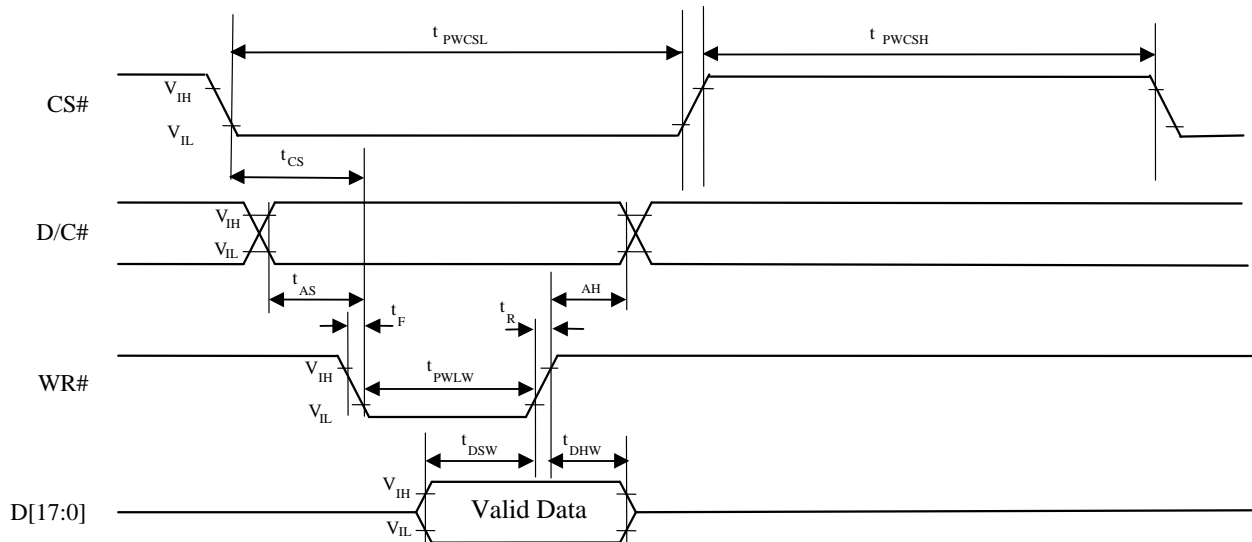 t PWCSL
t PWCSH
CS#
VIH
VIL
tCS
D/C#
VIH
VIL
tAS
AH
tF
tR
WR#
VIH
VIL
tPWLW
tDSW
tDHW
D[17:0]
VIH
VIL
Valid Data